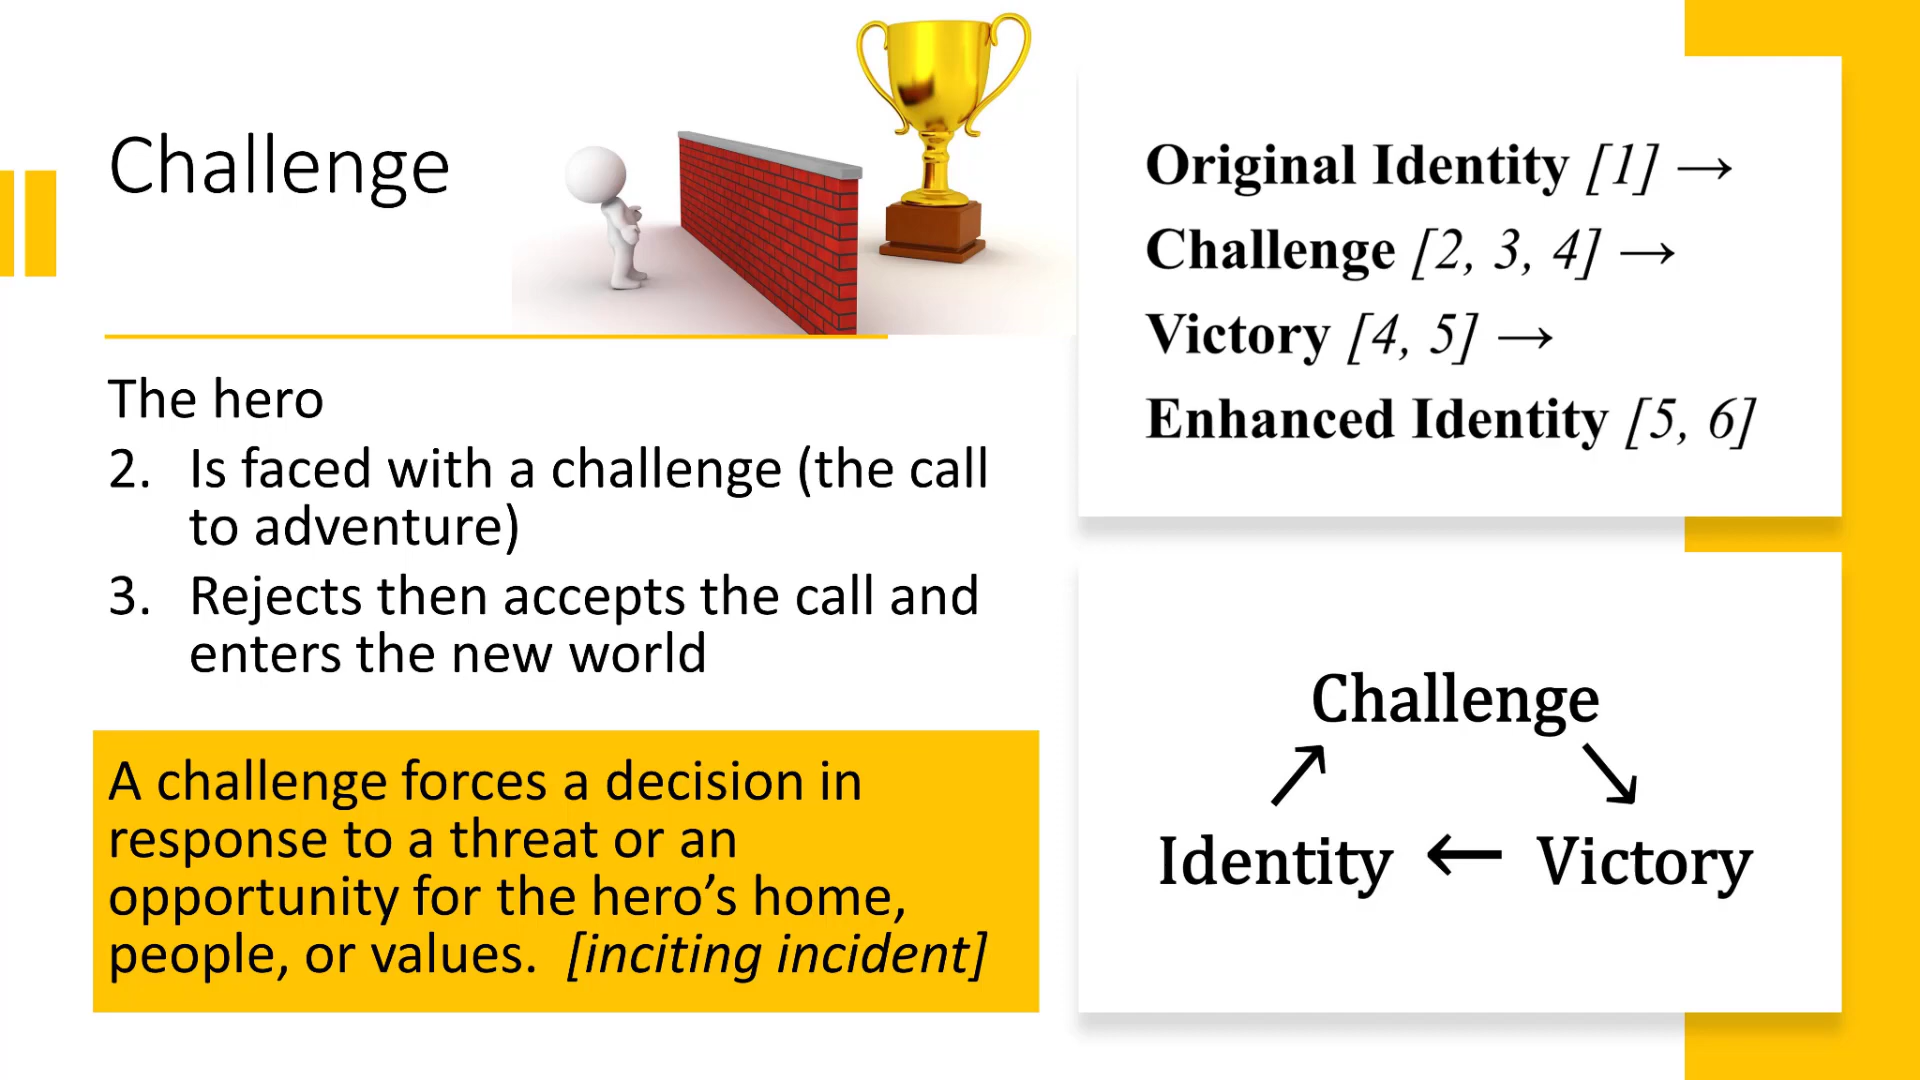 Challenge
The hero
2. Is faced with a challenge (the call
to adventure)
3. Rejects then accepts the call and
enters the new world
A challenge forces a decision in
response to a threat or an
opportunity for the hero’s home,
people, or values. [inciting incident]
Original Identity [1] →
Challenge [2, 3, 4] →
Victory [4, 5] →
Enhanced Identity [5, 6]
Challenge
Identity ← Victory